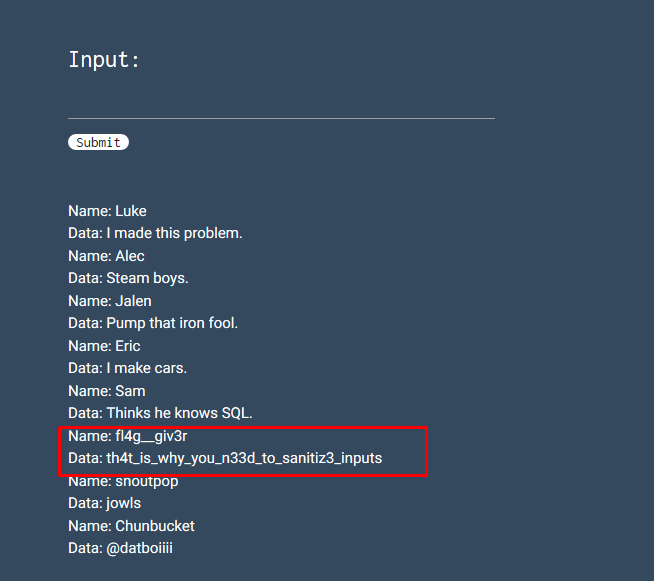 Input:
Submit
Name: Luke
Data: I made this problem.
Name: Alec
Data: Steam boys.
Name: Jalen
Data: Pump that iron fool.
Name: Eric
Data: I make cars.
Name: Sam
Data: Thinks he knows SQL.
Name: fl4g__giv3r
Data: th4t_is_why_you_n33d_to_sanitiz3_inputs
Name: snoutpop
Data: jowls
Name: Chunbucket
Data: @datboiiii